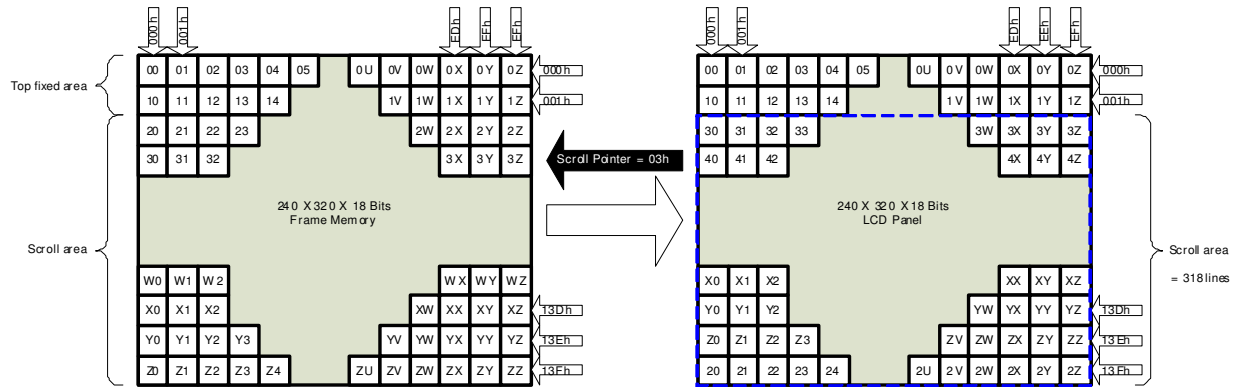 000h 001h EDh EFh EFh 000h 001h EDh EEh EFh
Top fixed area
00 01 02 03 04 05 0U 0V 0W 0X 0Y 0Z 000h
10 11 12 13 14 1V 1W 1X 1Y 1Z 001h
20 21 22 23 2W 2X 2Y 2Z
30 31 32 3X 3Y 3Z
240 X 320 X 18 Bits
Frame Memory
Scroll area
W0 W1 W2 WX WY WZ
X0 X1 X2 XW XX XY XZ 13Dh
Y0 Y1 Y2 Y3 YV YW YX YY YZ 13Eh
Z0 Z1 Z2 Z3 Z4 ZU ZV ZW ZX ZY ZZ 13Fh
Scroll Pointer = 03h
00 01 02 03 04 05 0U 0V 0W 0X 0Y 0Z 000h
10 11 12 13 14 1V 1W 1X 1Y 1Z 001h
30 31 32 33 3W 3X 3Y 3Z
40 41 42 4X 4Y 4Z
240 X 320 X 18 Bits
LCD Panel
X0 X1 X2 XX XY XZ
Y0 Y1 Y2 YW YX YY YZ 13Dh
Z0 Z1 Z2 Z3 ZV ZW ZX ZY ZZ 13Eh
20 21 22 23 24 2U 2V 2W 2X 2Y 2Z 13Fh
Scroll area
= 318 lines